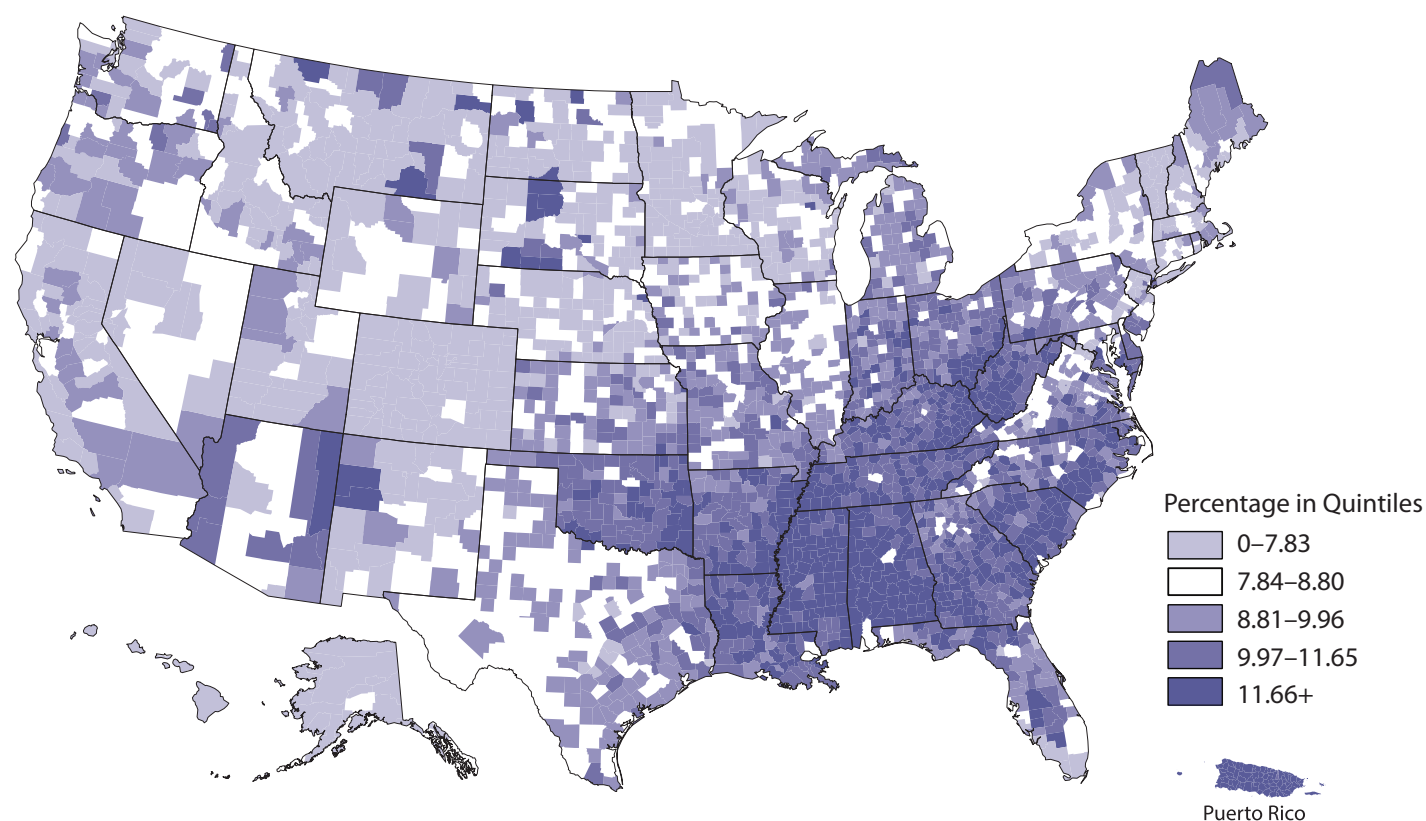 Percentage in Quintiles
0–7.83
7.84–8.80
8.81–9.96
9.97–11.65
11.66+
Puerto Rico